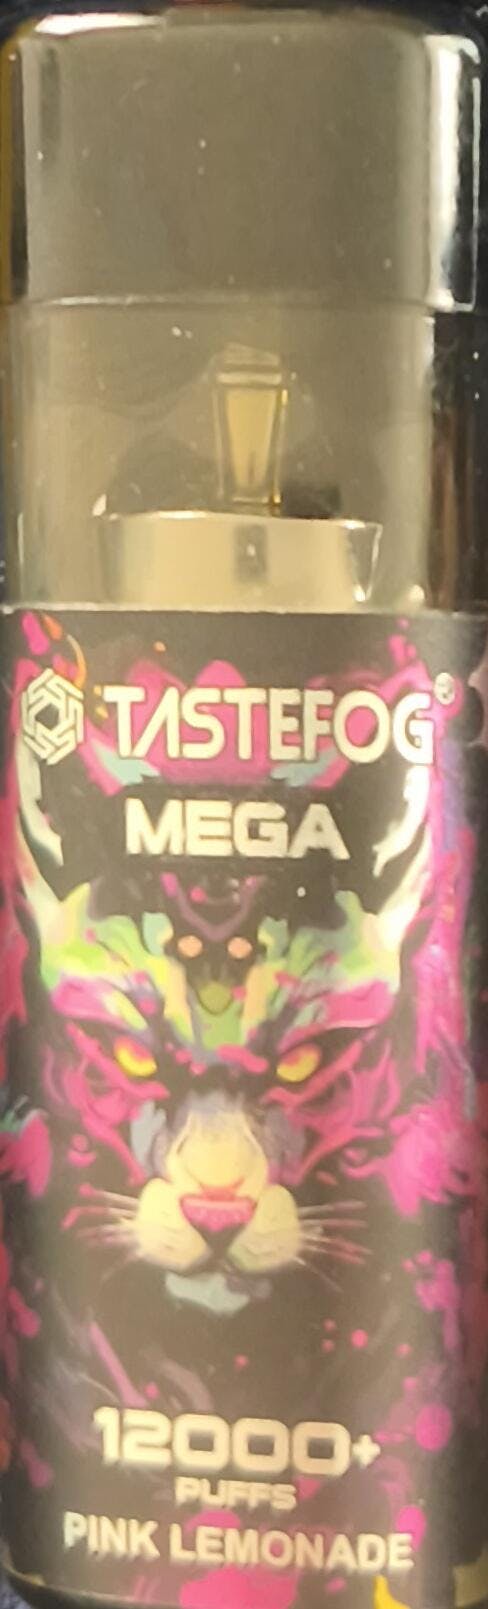 TASTEFOG®
MEGA
12000+
PUFFS
PINK LEMONADE